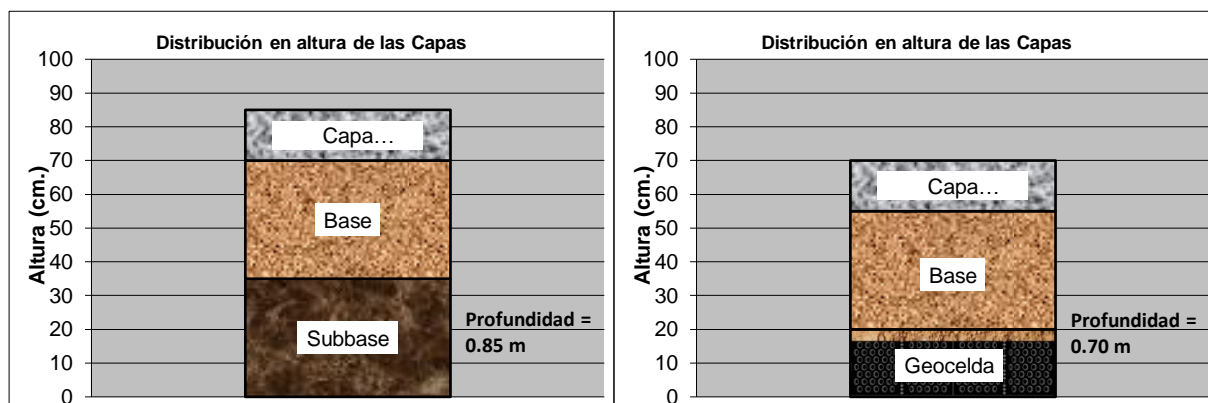 Distribución en altura de las Capas
Altura (cm.)
100
90
80
70
60
50
40
30
20
10
0
Capa…
Base
Subbase
Profundidad =
0.85 m
Distribución en altura de las Capas
Altura (cm.)
100
90
80
70
60
50
40
30
20
10
0
Capa…
Base
Geocelda
Profundidad =
0.70 m